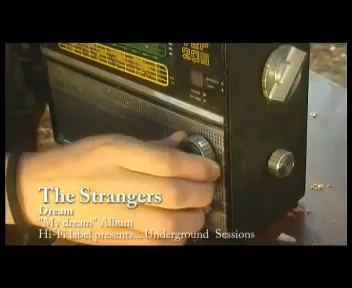 The Strangers
Dream
"My dream" Album
Hi-Fi label presents... Underground Sessions